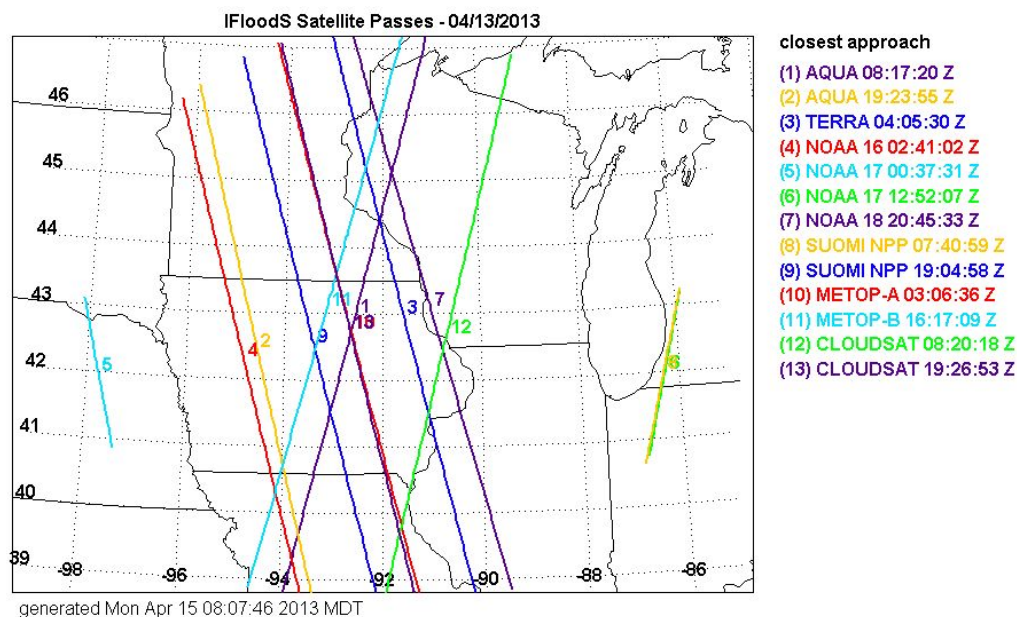 IFloodS Satellite Passes - 04/13/2013
closest approach
(1) AQUA 08:17:20 Z
(2) AQUA 19:23:55 Z
(3) TERRA 04:05:30 Z
(4) NOAA 16 02:41:02 Z
(5) NOAA 17 00:37:31 Z
(6) NOAA 17 12:52:07 Z
(7) NOAA 18 20:45:33 Z
(8) SUOMI NPP 07:40:59 Z
(9) SUOMI NPP 19:04:58 Z
(10) METOP-A 03:06:36 Z
(11) METOP-B 16:17:09 Z
(12) CLOUDSAT 08:20:18 Z
(13) CLOUDSAT 19:26:53 Z
46
45
44
43
42
41
40
39
11
1
7
3
12
9
2
4
5
6
-98
-96
-94
-92
-90
-86
generated Mon Apr 15 08:07:46 2013 MDT